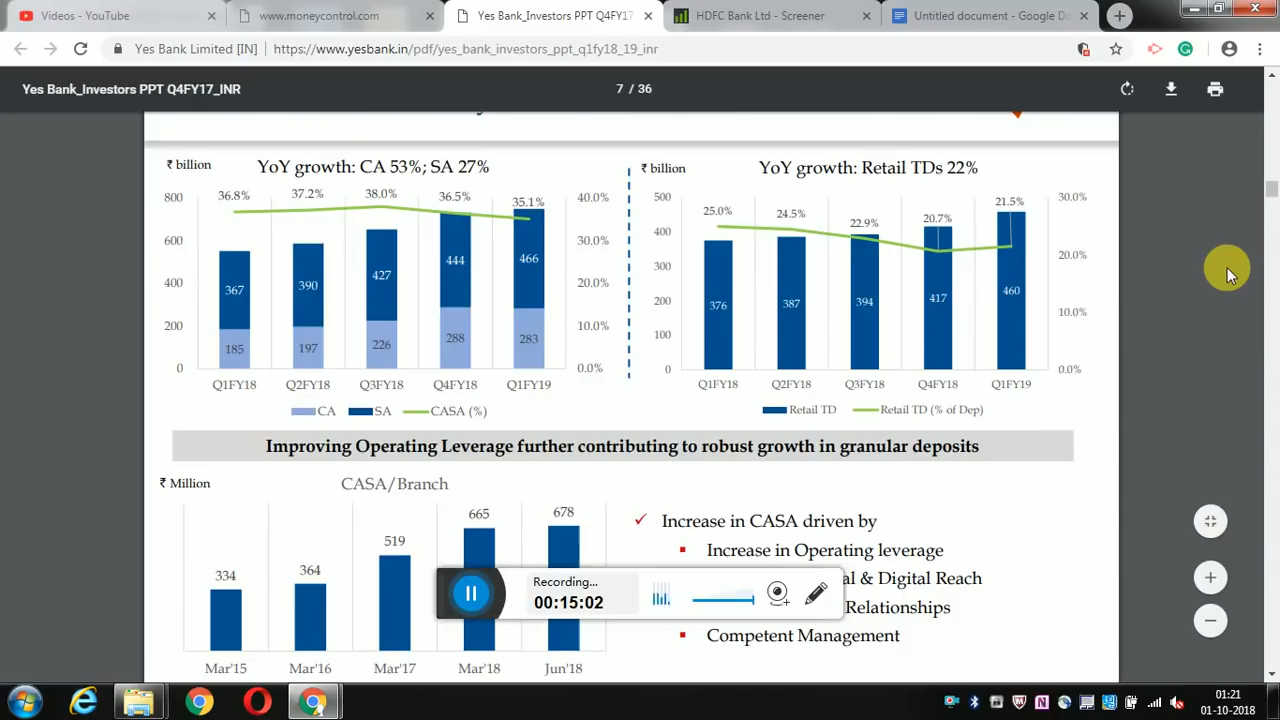 Videos - YouTube
www.moneycontrol.com
Yes Bank_Investors PPT Q4FY17
HDFC Bank Ltd - Screener
Untitled document - Google Do
Yes Bank Limited [IN]
https://www.yesbank.in/pdf/yes_bank_investors_ppt_q1fy18_19_inr
Yes Bank_Investors PPT Q4FY17_INR
7 / 36
₹ billion
YoY growth: CA 53%; SA 27%
36.8% 37.2% 38.0% 36.5% 35.1%
800 600 400 200 0
40.0% 30.0% 20.0% 10.0% 0.0%
367 390 427 444 466
185 197 226 288 283
Q1FY18 Q2FY18 Q3FY18 Q4FY18 Q1FY19
CA SA CASA (%)
₹ billion
YoY growth: Retail TDs 22%
25.0% 24.5% 22.9% 20.7% 21.5%
500 400 300 200 100 0
30.0% 20.0% 10.0% 0.0%
376 387 394 417 460
Q1FY18 Q2FY18 Q3FY18 Q4FY18 Q1FY19
Retail TD Retail TD (% of Dep)
Improving Operating Leverage further contributing to robust growth in granular deposits
₹ Million
CASA/Branch
334 364 519 665 678
Mar'15 Mar'16 Mar'17 Mar'18 Jun'18
Increase in CASA driven by
Increase in Operating leverage
& Digital Reach
Relationships
Competent Management
Recording...
00:15:02
01:21
01-10-2018